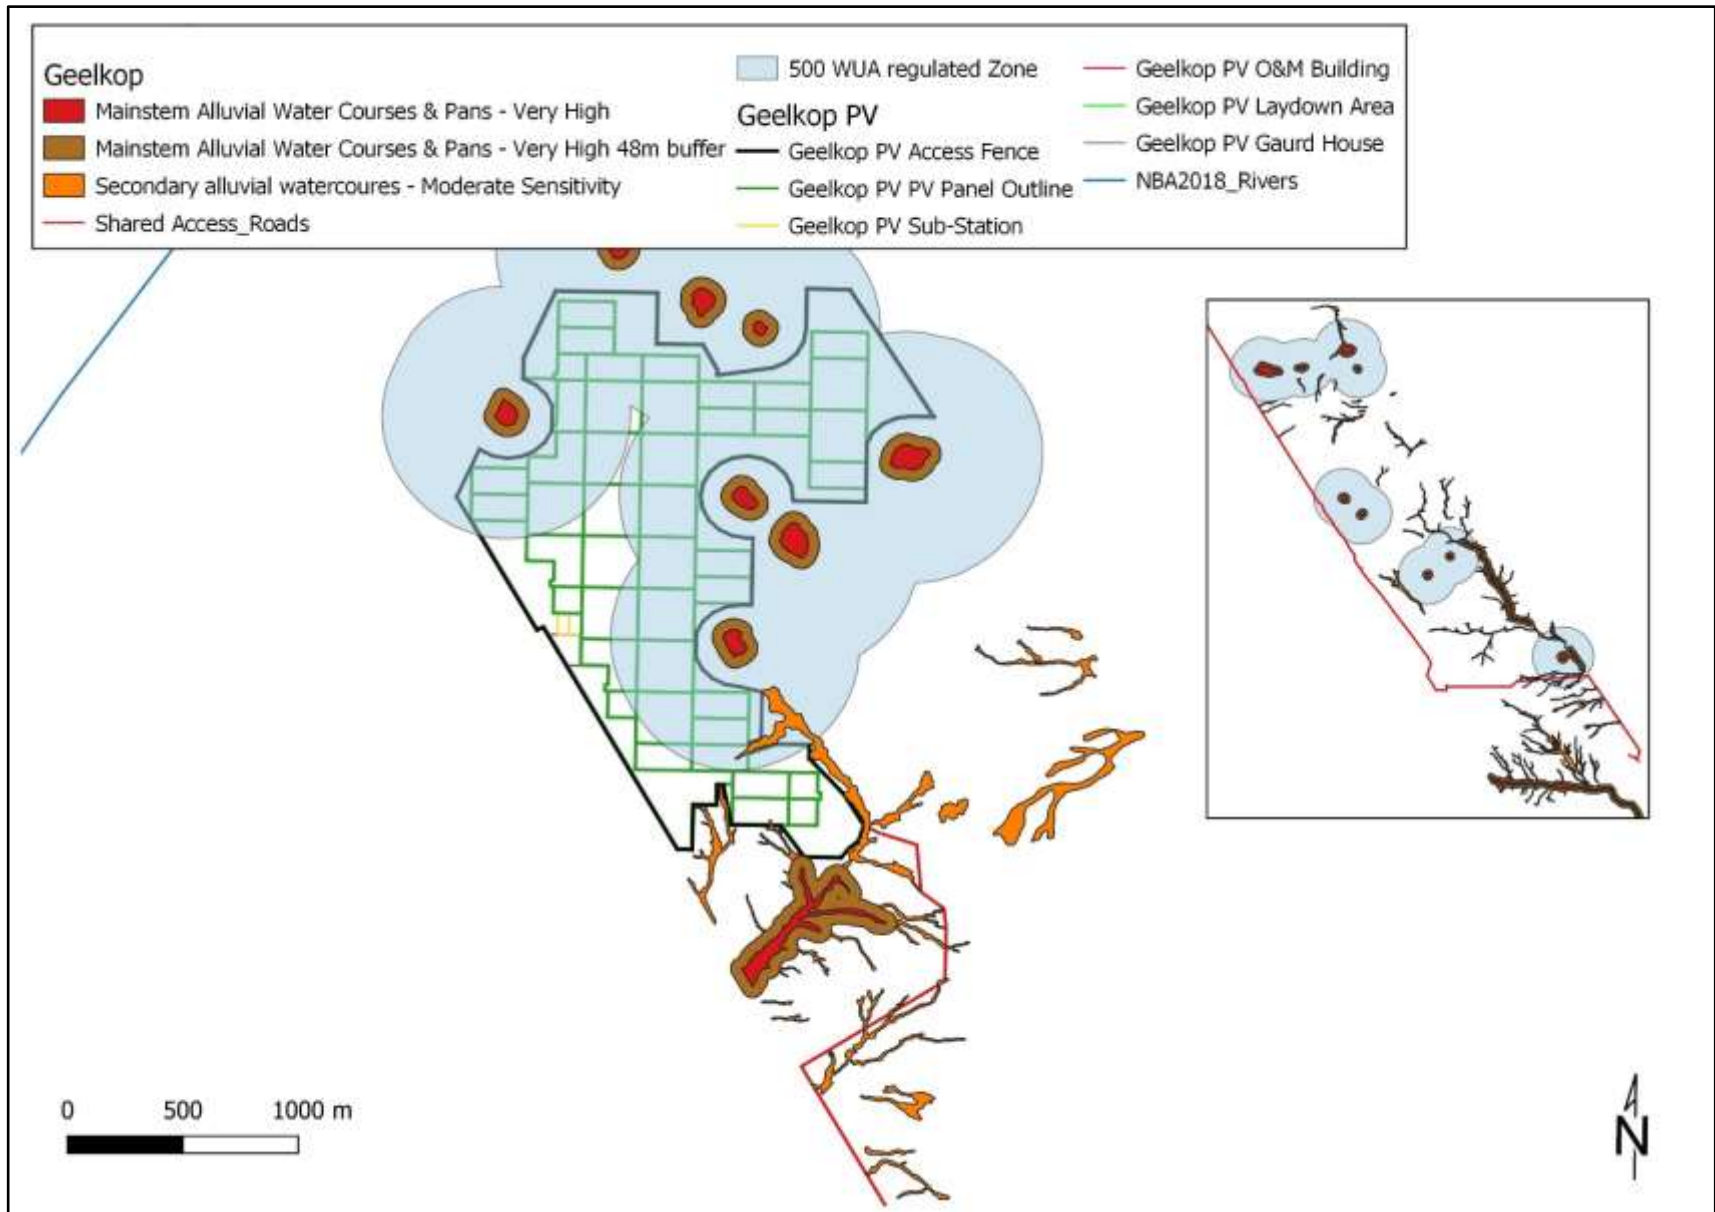 Geelkop
Mainstem Alluvial Water Courses & Pans - Very High
Mainstem Alluvial Water Courses & Pans - Very High 48m buffer
Secondary alluvial watercoures - Moderate Sensitivity
Shared Access_Roads
500 WUA regulated Zone
Geelkop PV
Geelkop PV Access Fence
Geelkop PV PV Panel Outline
Geelkop PV Sub-Station
Geelkop PV O&M Building
Geelkop PV Laydown Area
Geelkop PV Gaurd House
NBA2018_Rivers
0 500 1000 m
N